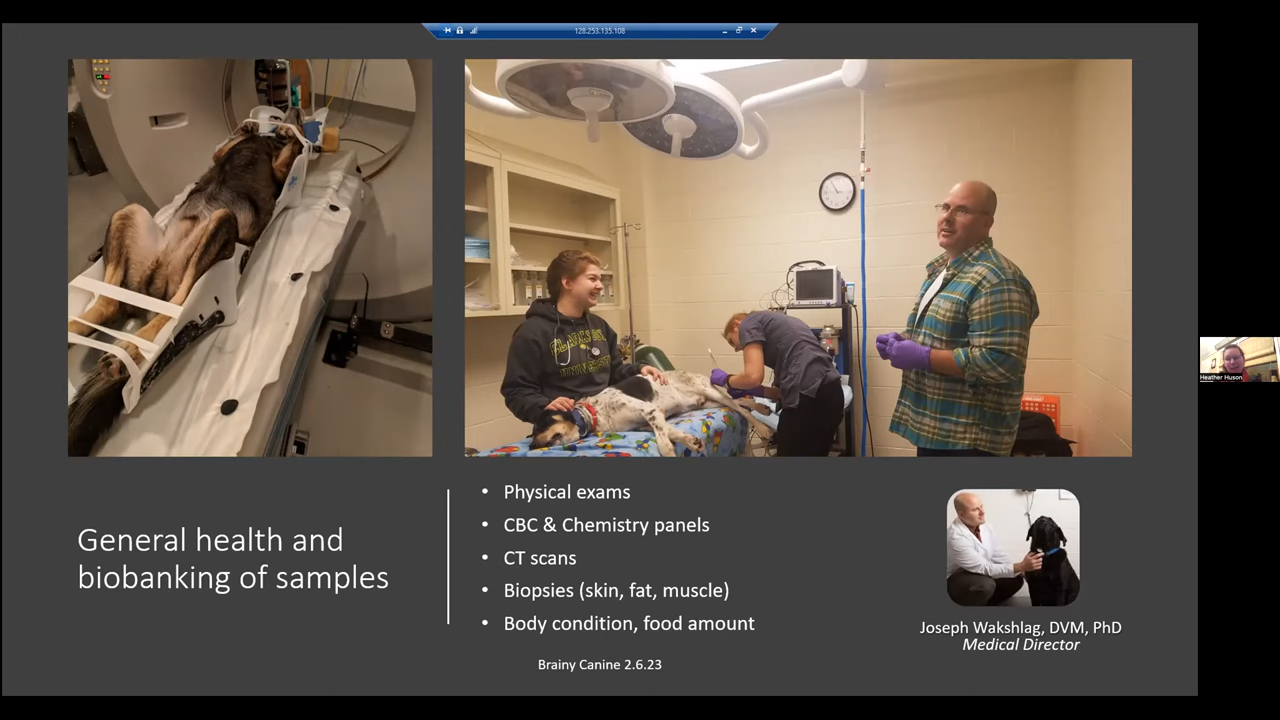 128.253.135.108
CLARKSON
UNIVERSITY
General health and
biobanking of samples
• Physical exams
• CBC & Chemistry panels
• CT scans
• Biopsies (skin, fat, muscle)
• Body condition, food amount
Brainy Canine 2.6.23
Joseph Wakshlag, DVM, PhD
Medical Director
Heather Huson